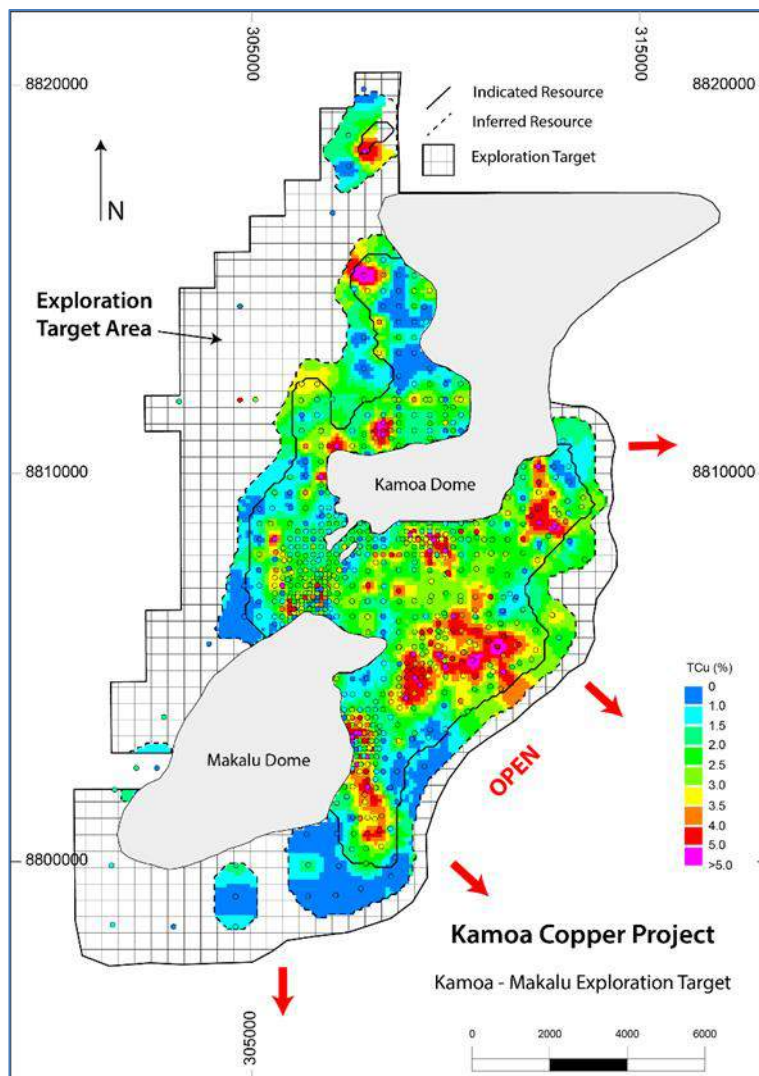 305000
315000
8820000
8820000
Indicated Resource
Inferred Resource
Exploration Target
N
Exploration
Target Area
8810000
8810000
Kamoa Dome
TCu (%)
0
1.0
1.5
2.0
2.5
3.0
3.5
4.0
5.0
>5.0
Makalu Dome
OPEN
8800000
8800000
Kamoa Copper Project
Kamoa - Makalu Exploration Target
305000
0
2000
4000
6000